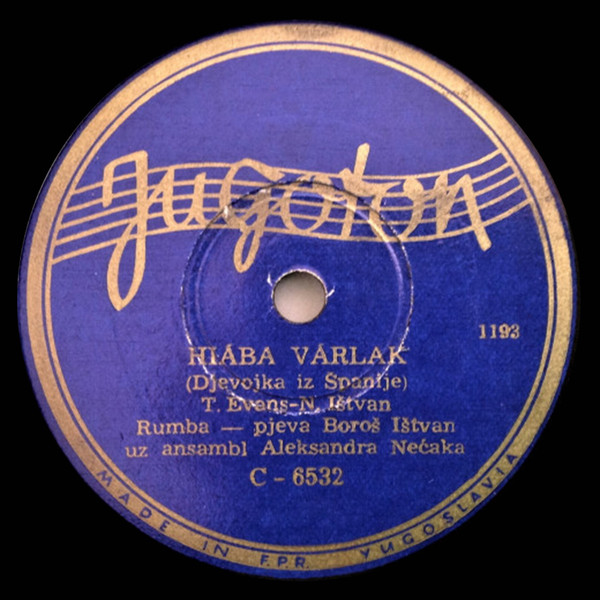 Jugoton
1193
HIÁBA VÁRLAK
(Djevojka iz Španije)
T. Evans-N. Ištvan
Rumba — pjeva Boroš Ištvan
uz ansambl Aleksandra Nećaka
C - 6532
MADE IN F.P.R. YUGOSLAVIA